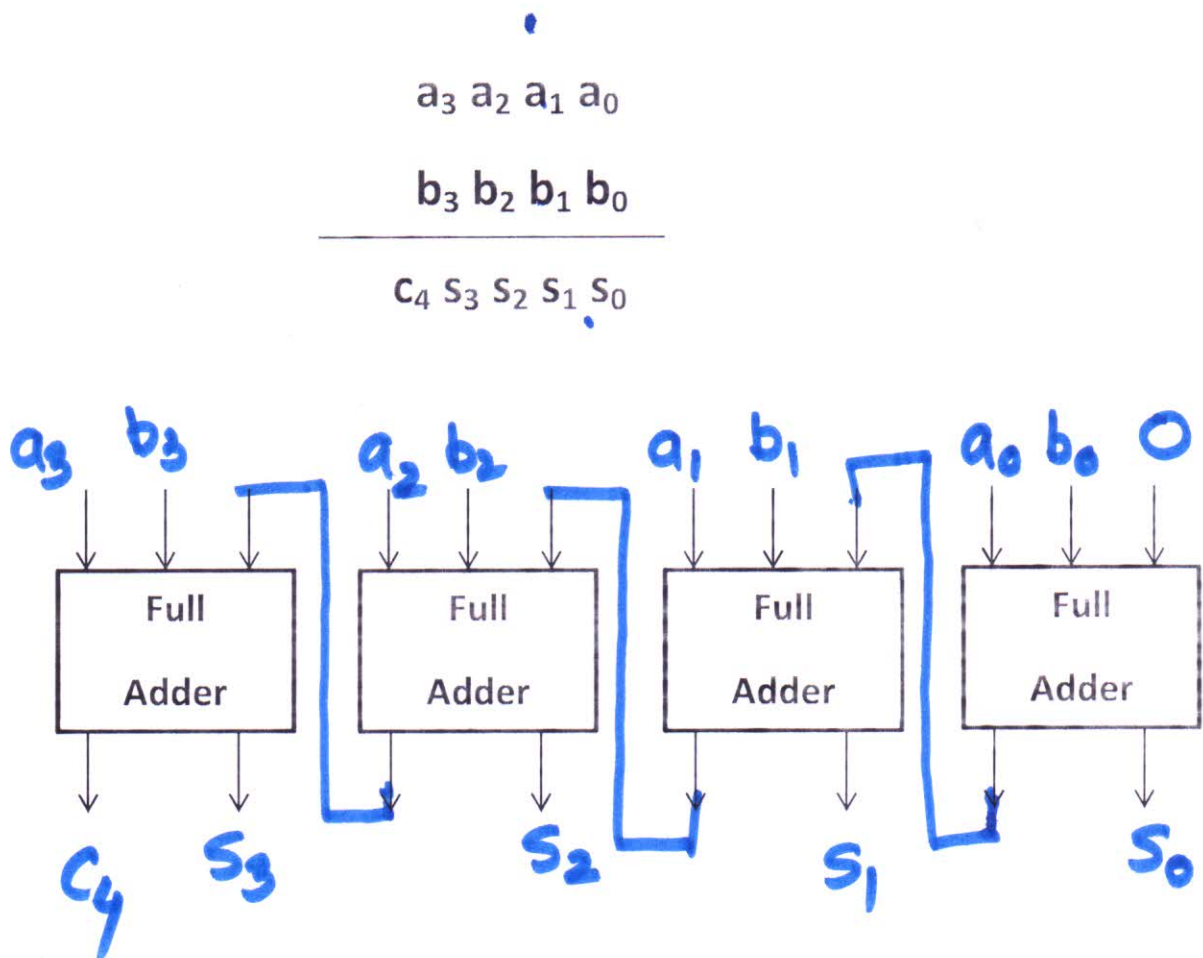 a₃ a₂ a₁ a₀
b₃ b₂ b₁ b₀
c₄ s₃ s₂ s₁ s₀
a₃ b₃ a₂ b₂ a₁ b₁ a₀ b₀ 0
Full Full Full Full
Adder Adder Adder Adder
C₄ S₃ S₂ S₁ S₀